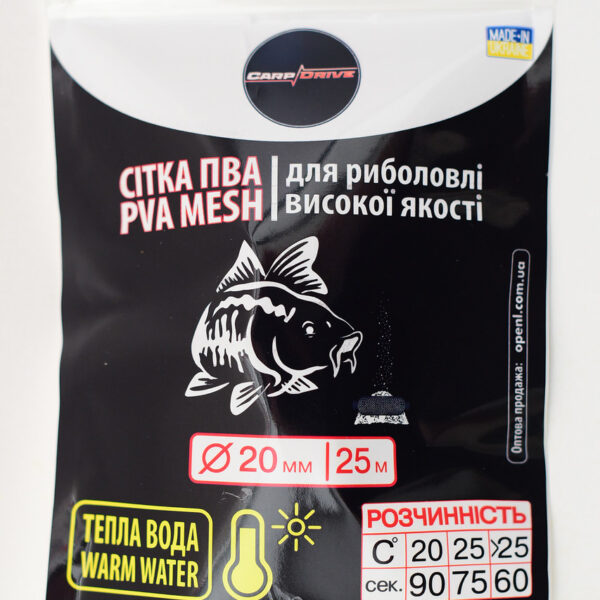 MADE-IN
UKRAINE
CARP DRIVE
СІТКА ПВА
PVA MESH
для риболовлі
високої якості
Оптова продажа: openl.com.ua
Ø 20 мм | 25 м
ТЕПЛА ВОДА
WARM WATER
РОЗЧИННІСТЬ
C° 20 25 >25
сек. 90 75 60